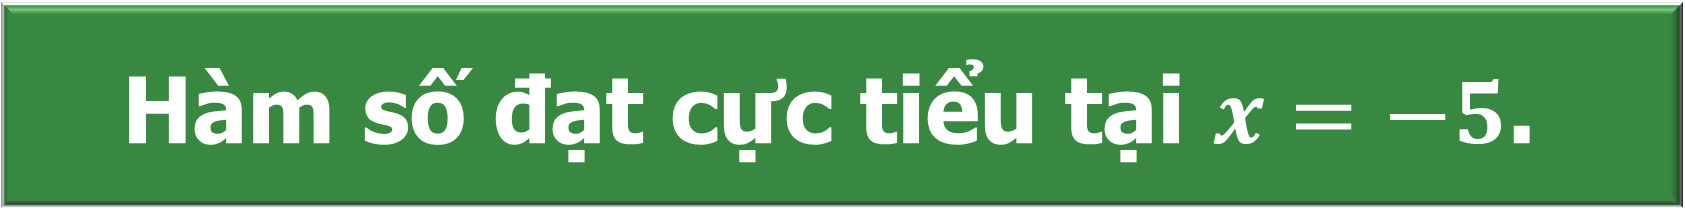 Hàm số đạt cực tiểu tại x = −5.